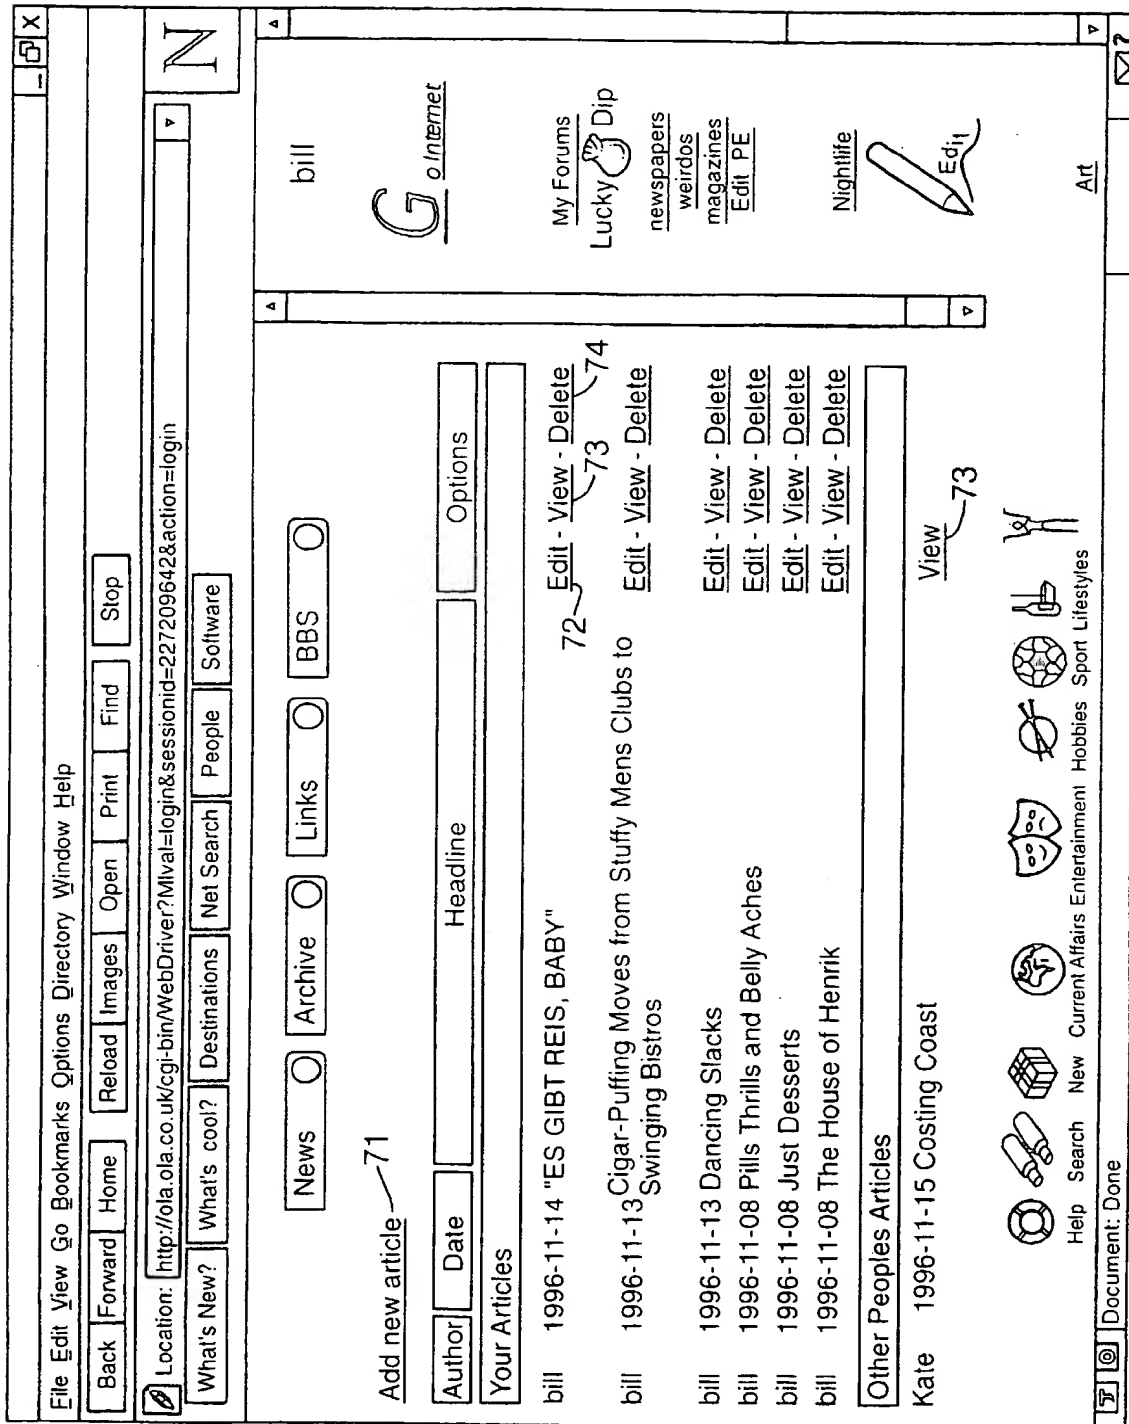 File Edit View Go Bookmarks Options Directory Window Help
Back Forward Home Reload Images Open Print Find Stop
Location: http://ola.ola.co.uk/cgi-bin/WebDriver?MIval=login&sessionid=227209642&action=login
N
What's New? What's cool? Destinations Net Search People Software
News Archive Links BBS
bill
Add new article 71
Go Internet
Author Date Headline Options
Your Articles
bill 1996-11-14 "ES GIBT REIS, BABY" Edit - View - Delete
72 73 74
bill 1996-11-13 Cigar-Puffing Moves from Stuffy Mens Clubs to Edit - View - Delete
Swinging Bistros
bill 1996-11-13 Dancing Slacks Edit - View - Delete
bill 1996-11-08 Pills Thrills and Belly Aches Edit - View - Delete
bill 1996-11-08 Just Desserts Edit - View - Delete
bill 1996-11-08 The House of Henrik Edit - View - Delete
Other Peoples Articles
Kate 1996-11-15 Costing Coast View
73
My Forums
Lucky Dip
newspapers
weirdos
magazines
Edit PE
Nightlife
Edit
Art
Help Search New Current Affairs Entertainment Hobbies Sport Lifestyles
Document: Done
?